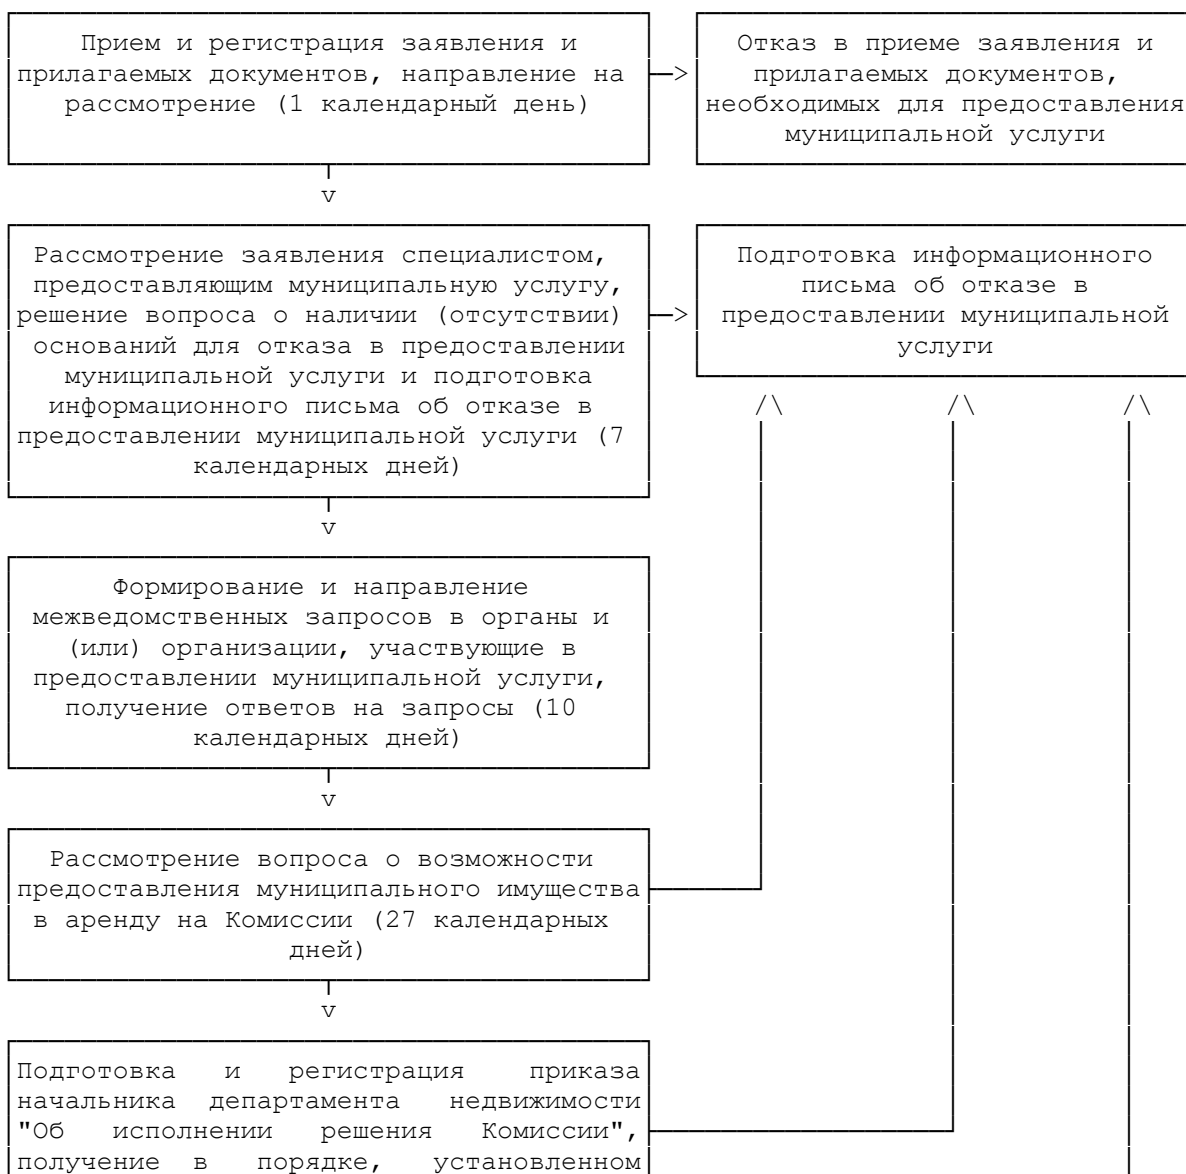 Прием и регистрация заявления и
прилагаемых документов, направление на
рассмотрение (1 календарный день)
Отказ в приеме заявления и
прилагаемых документов,
необходимых для предоставления
муниципальной услуги
Рассмотрение заявления специалистом,
предоставляющим муниципальную услугу,
решение вопроса о наличии (отсутствии)
оснований для отказа в предоставлении
муниципальной услуги и подготовка
информационного письма об отказе в
предоставлении муниципальной услуги (7
календарных дней)
Подготовка информационного
письма об отказе в
предоставлении муниципальной
услуги
Формирование и направление
межведомственных запросов в органы и
(или) организации, участвующие в
предоставлении муниципальной услуги,
получение ответов на запросы (10
календарных дней)
Рассмотрение вопроса о возможности
предоставления муниципального имущества
в аренду на Комиссии (27 календарных
дней)
Подготовка и регистрация приказа
начальника департамента недвижимости
"Об исполнении решения Комиссии",
получение в порядке, установленном